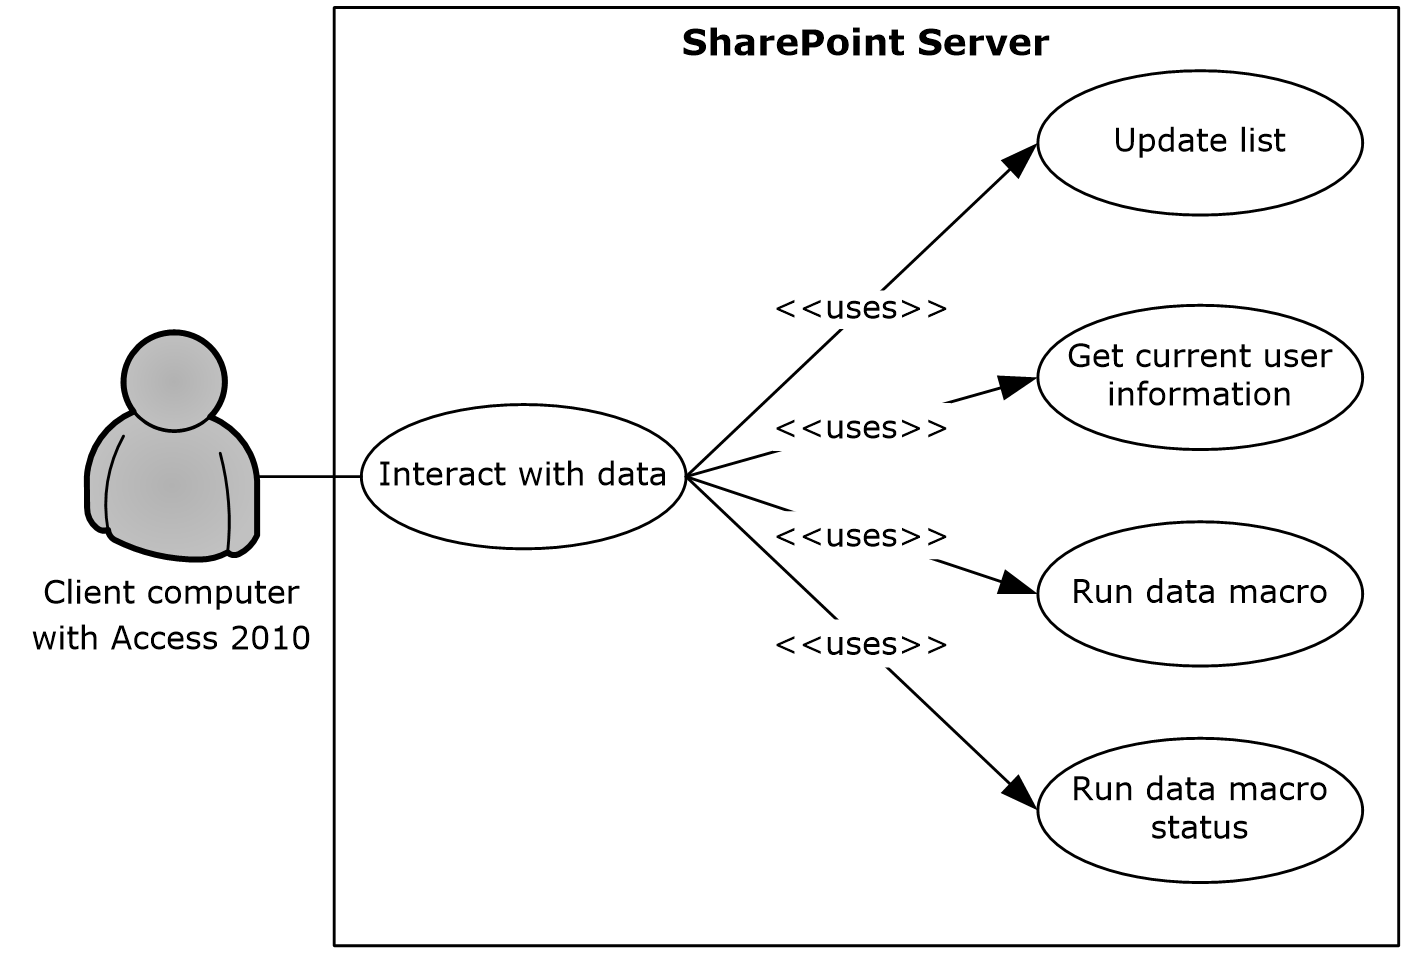 SharePoint Server
Update list
<<uses>>
Get current user
information
<<uses>>
Interact with data
<<uses>>
Run data macro
Client computer
with Access 2010
<<uses>>
Run data macro
status